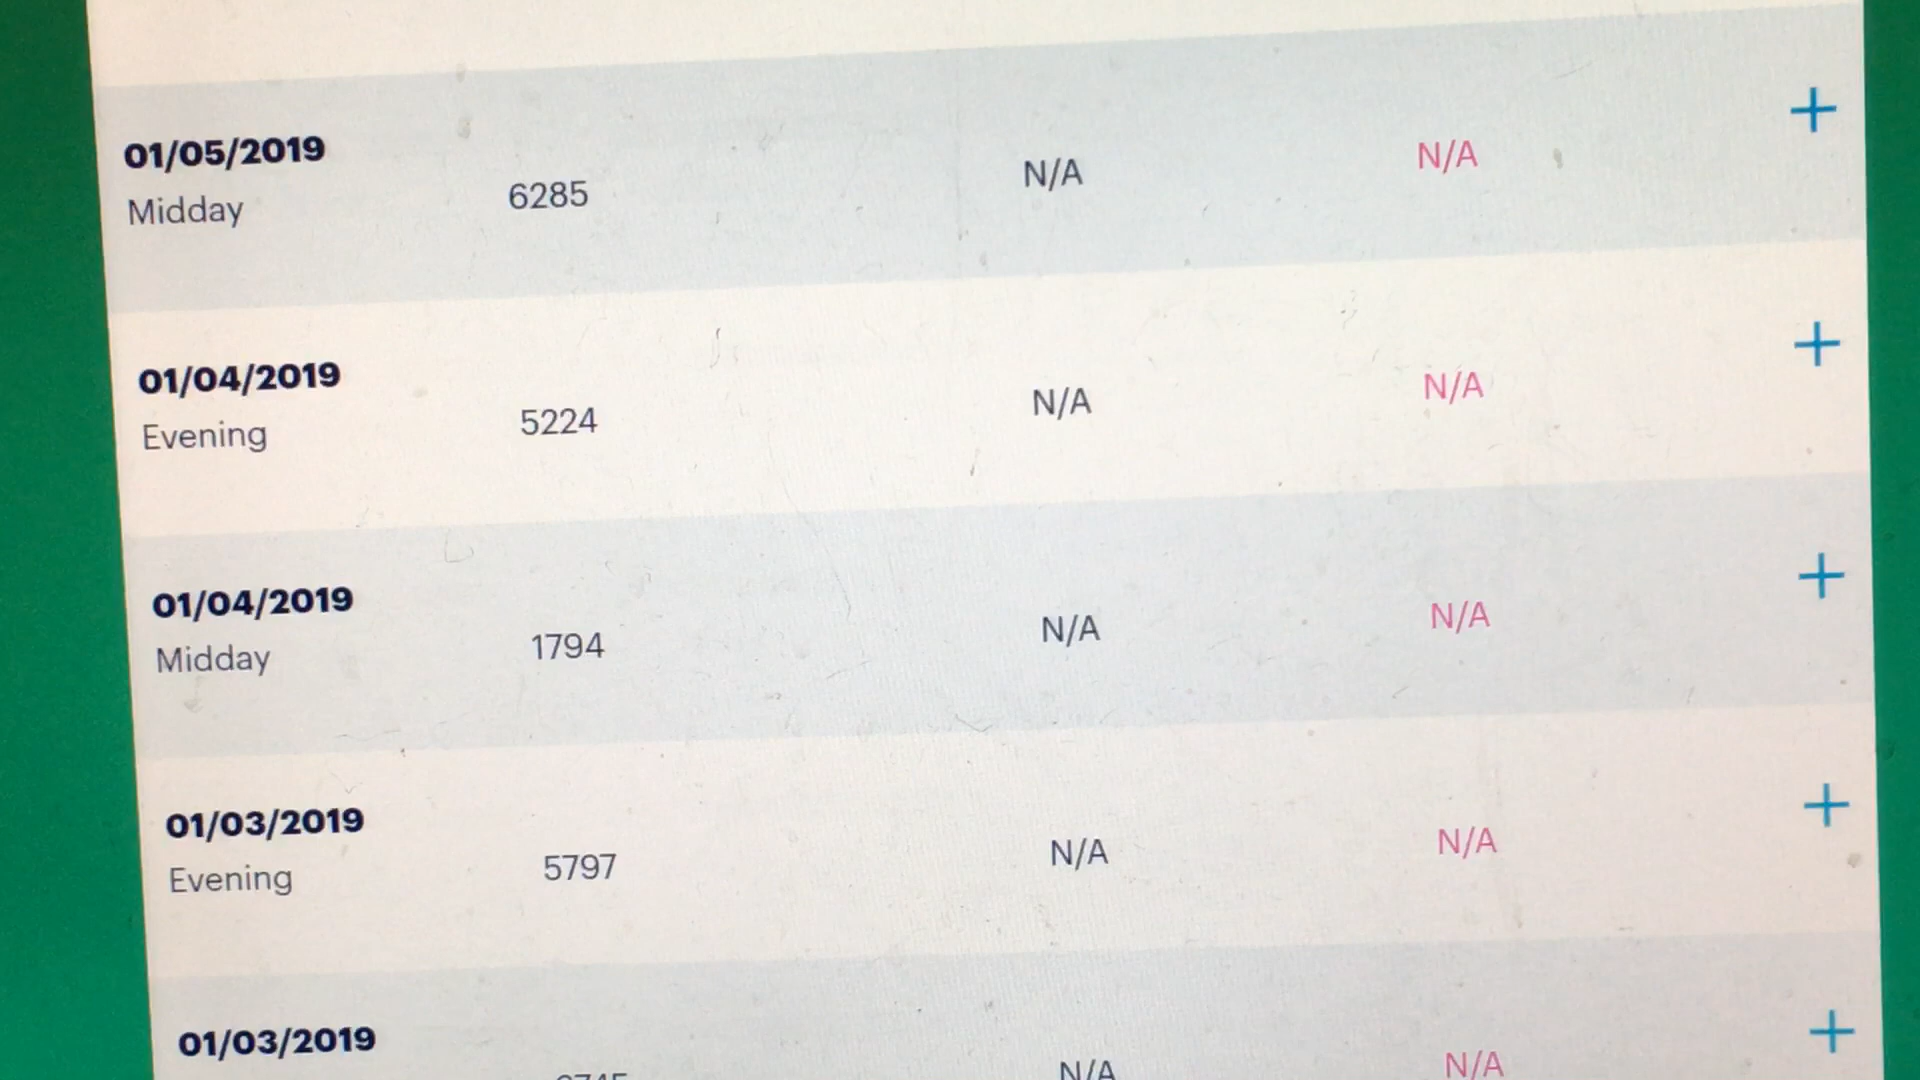 01/05/2019
Midday 6285 N/A N/A +
01/04/2019
Evening 5224 N/A N/A +
01/04/2019
Midday 1794 N/A N/A +
01/03/2019
Evening 5797 N/A N/A +
01/03/2019
N/A N/A +